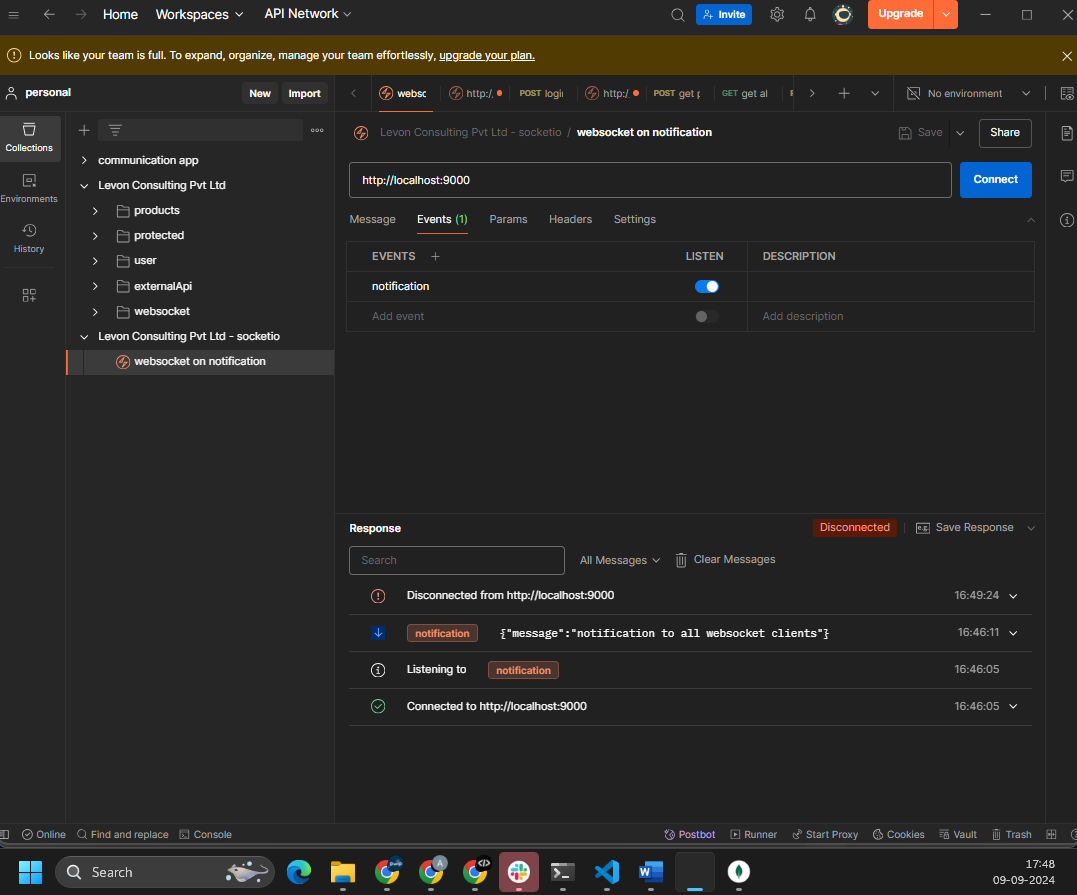 Home Workspaces API Network Invite Upgrade
Looks like your team is full. To expand, organize, manage your team effortlessly, upgrade your plan.
personal New Import
websc http:/. POST logii http:/ POST get GET get al No environment
Collections
Environments
History
communication app
Levon Consulting Pvt Ltd
products
protected
user
externalApi
websocket
Levon Consulting Pvt Ltd - socketio
websocket on notification
Levon Consulting Pvt Ltd - socketio / websocket on notification Save Share
http://localhost:9000 Connect
Message Events (1) Params Headers Settings
EVENTS + LISTEN DESCRIPTION
notification
Add event Add description
Response Disconnected e.g. Save Response
Search All Messages Clear Messages
Disconnected from http://localhost:9000 16:49:24
notification {"message":"notification to all websocket clients"} 16:46:11
Listening to notification 16:46:05
Connected to http://localhost:9000 16:46:05
Online Find and replace Console Postbot Runner Start Proxy Cookies Vault Trash
Search 17:48
09-09-2024